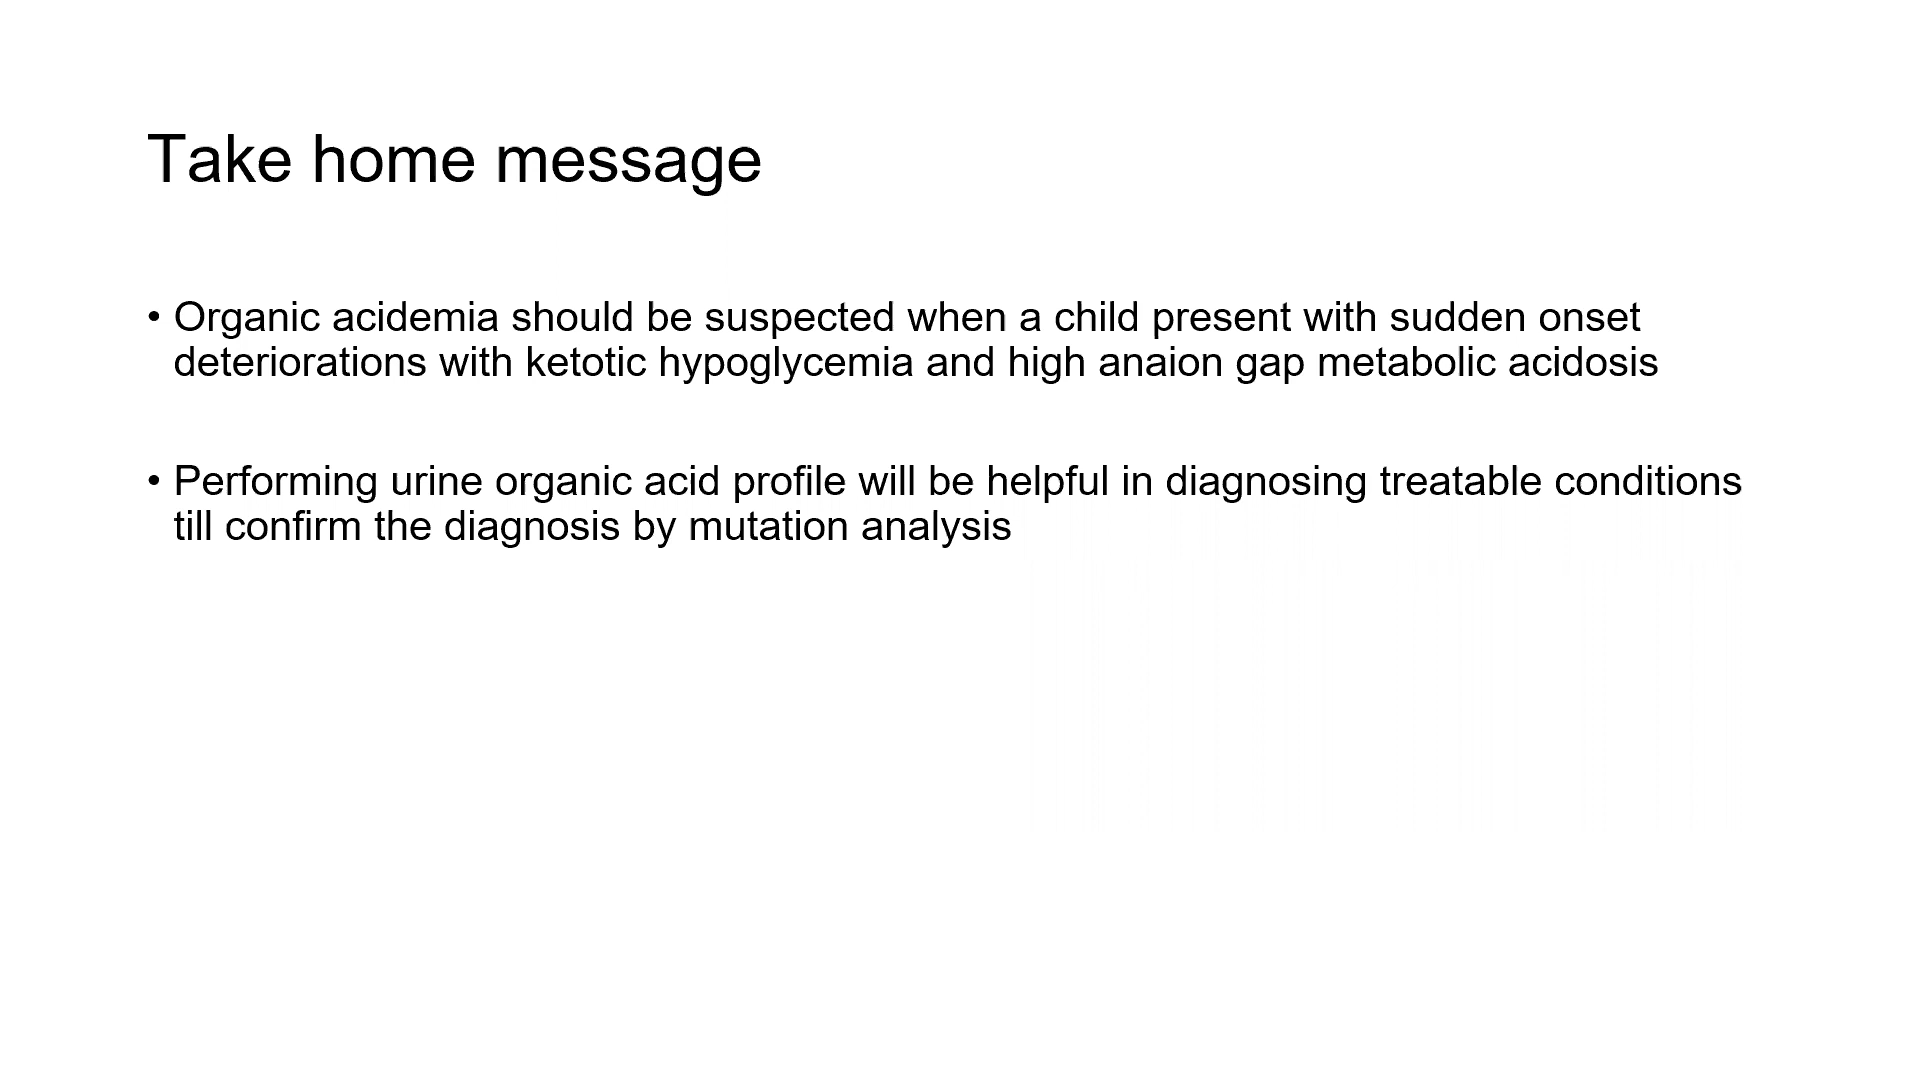 Take home message
• Organic acidemia should be suspected when a child present with sudden onset
deteriorations with ketotic hypoglycemia and high anaion gap metabolic acidosis
• Performing urine organic acid profile will be helpful in diagnosing treatable conditions
till confirm the diagnosis by mutation analysis